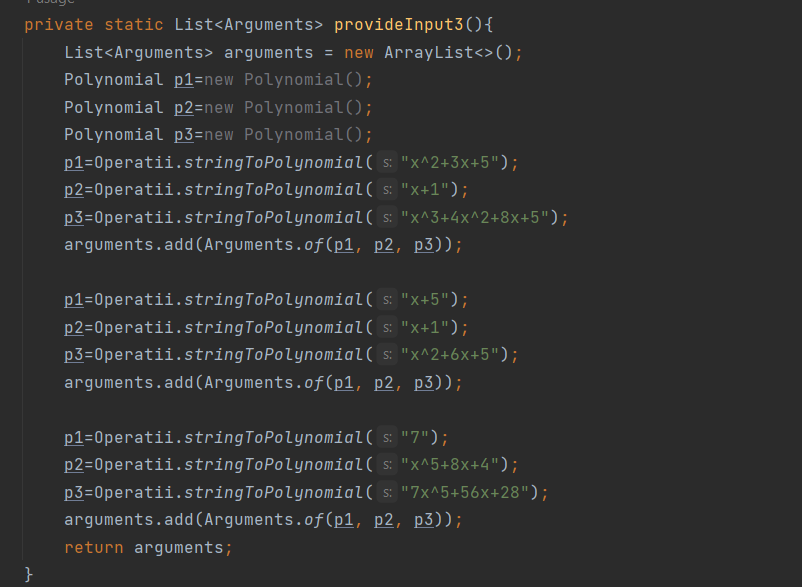 1 usage
private static List<Arguments> provideInput3(){
List<Arguments> arguments = new ArrayList<>();
Polynomial p1=new Polynomial();
Polynomial p2=new Polynomial();
Polynomial p3=new Polynomial();
p1=Operatii.stringToPolynomial( s: "x^2+3x+5");
p2=Operatii.stringToPolynomial( s: "x+1");
p3=Operatii.stringToPolynomial( s: "x^3+4x^2+8x+5");
arguments.add(Arguments.of(p1, p2, p3));
p1=Operatii.stringToPolynomial( s: "x+5");
p2=Operatii.stringToPolynomial( s: "x+1");
p3=Operatii.stringToPolynomial( s: "x^2+6x+5");
arguments.add(Arguments.of(p1, p2, p3));
p1=Operatii.stringToPolynomial( s: "7");
p2=Operatii.stringToPolynomial( s: "x^5+8x+4");
p3=Operatii.stringToPolynomial( s: "7x^5+56x+28");
arguments.add(Arguments.of(p1, p2, p3));
return arguments;
}